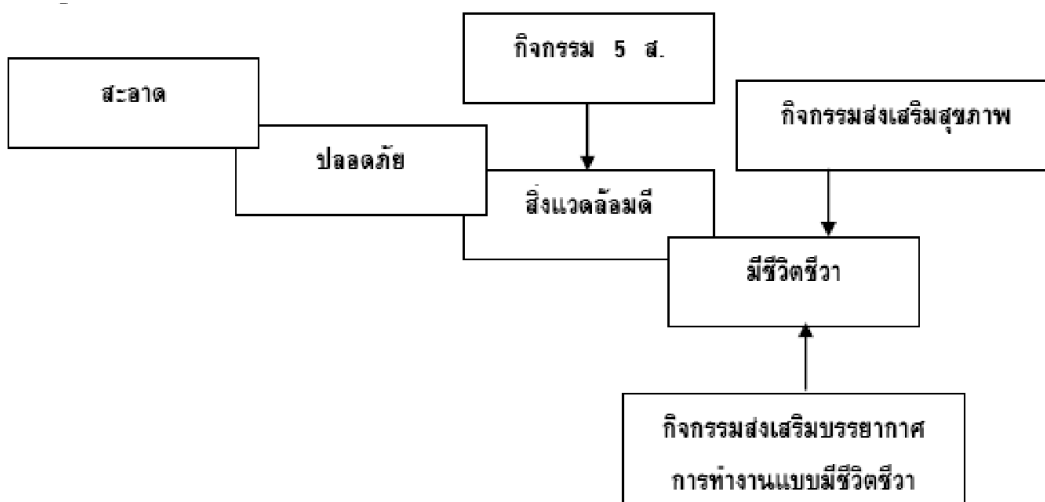 กิจกรรม 5 ส.
สะอาด
กิจกรรมส่งเสริมสุขภาพ
ปลอดภัย
สิ่งแวดล้อมดี
มีชีวิตชีวา
กิจกรรมส่งเสริมบรรยากาศ
การทำงานแบบมีชีวิตชีวา